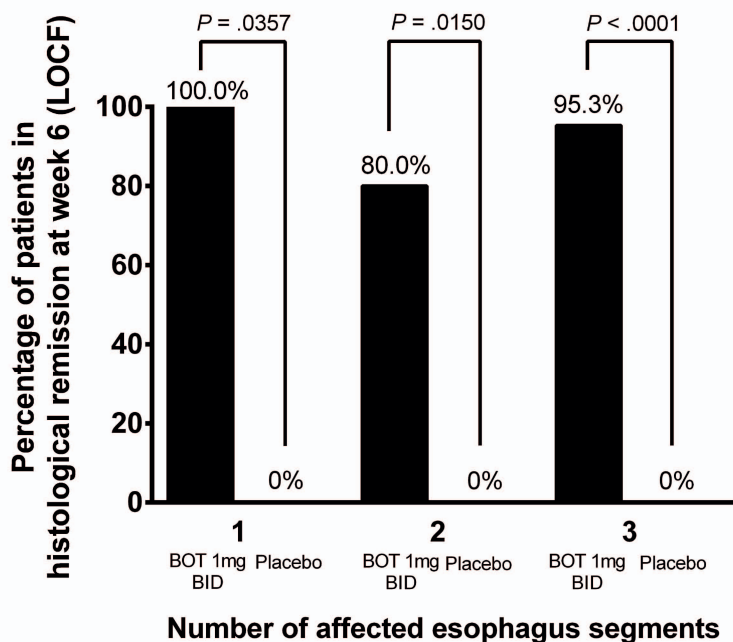 P = .0357
P = .0150
P < .0001
Percentage of patients in
histological remission at week 6 (LOCF)
100
80
60
40
20
0
100.0%
0%
80.0%
0%
95.3%
0%
1
2
3
BOT 1mg
BID
Placebo
BOT 1mg
BID
Placebo
BOT 1mg
BID
Placebo
Number of affected esophagus segments